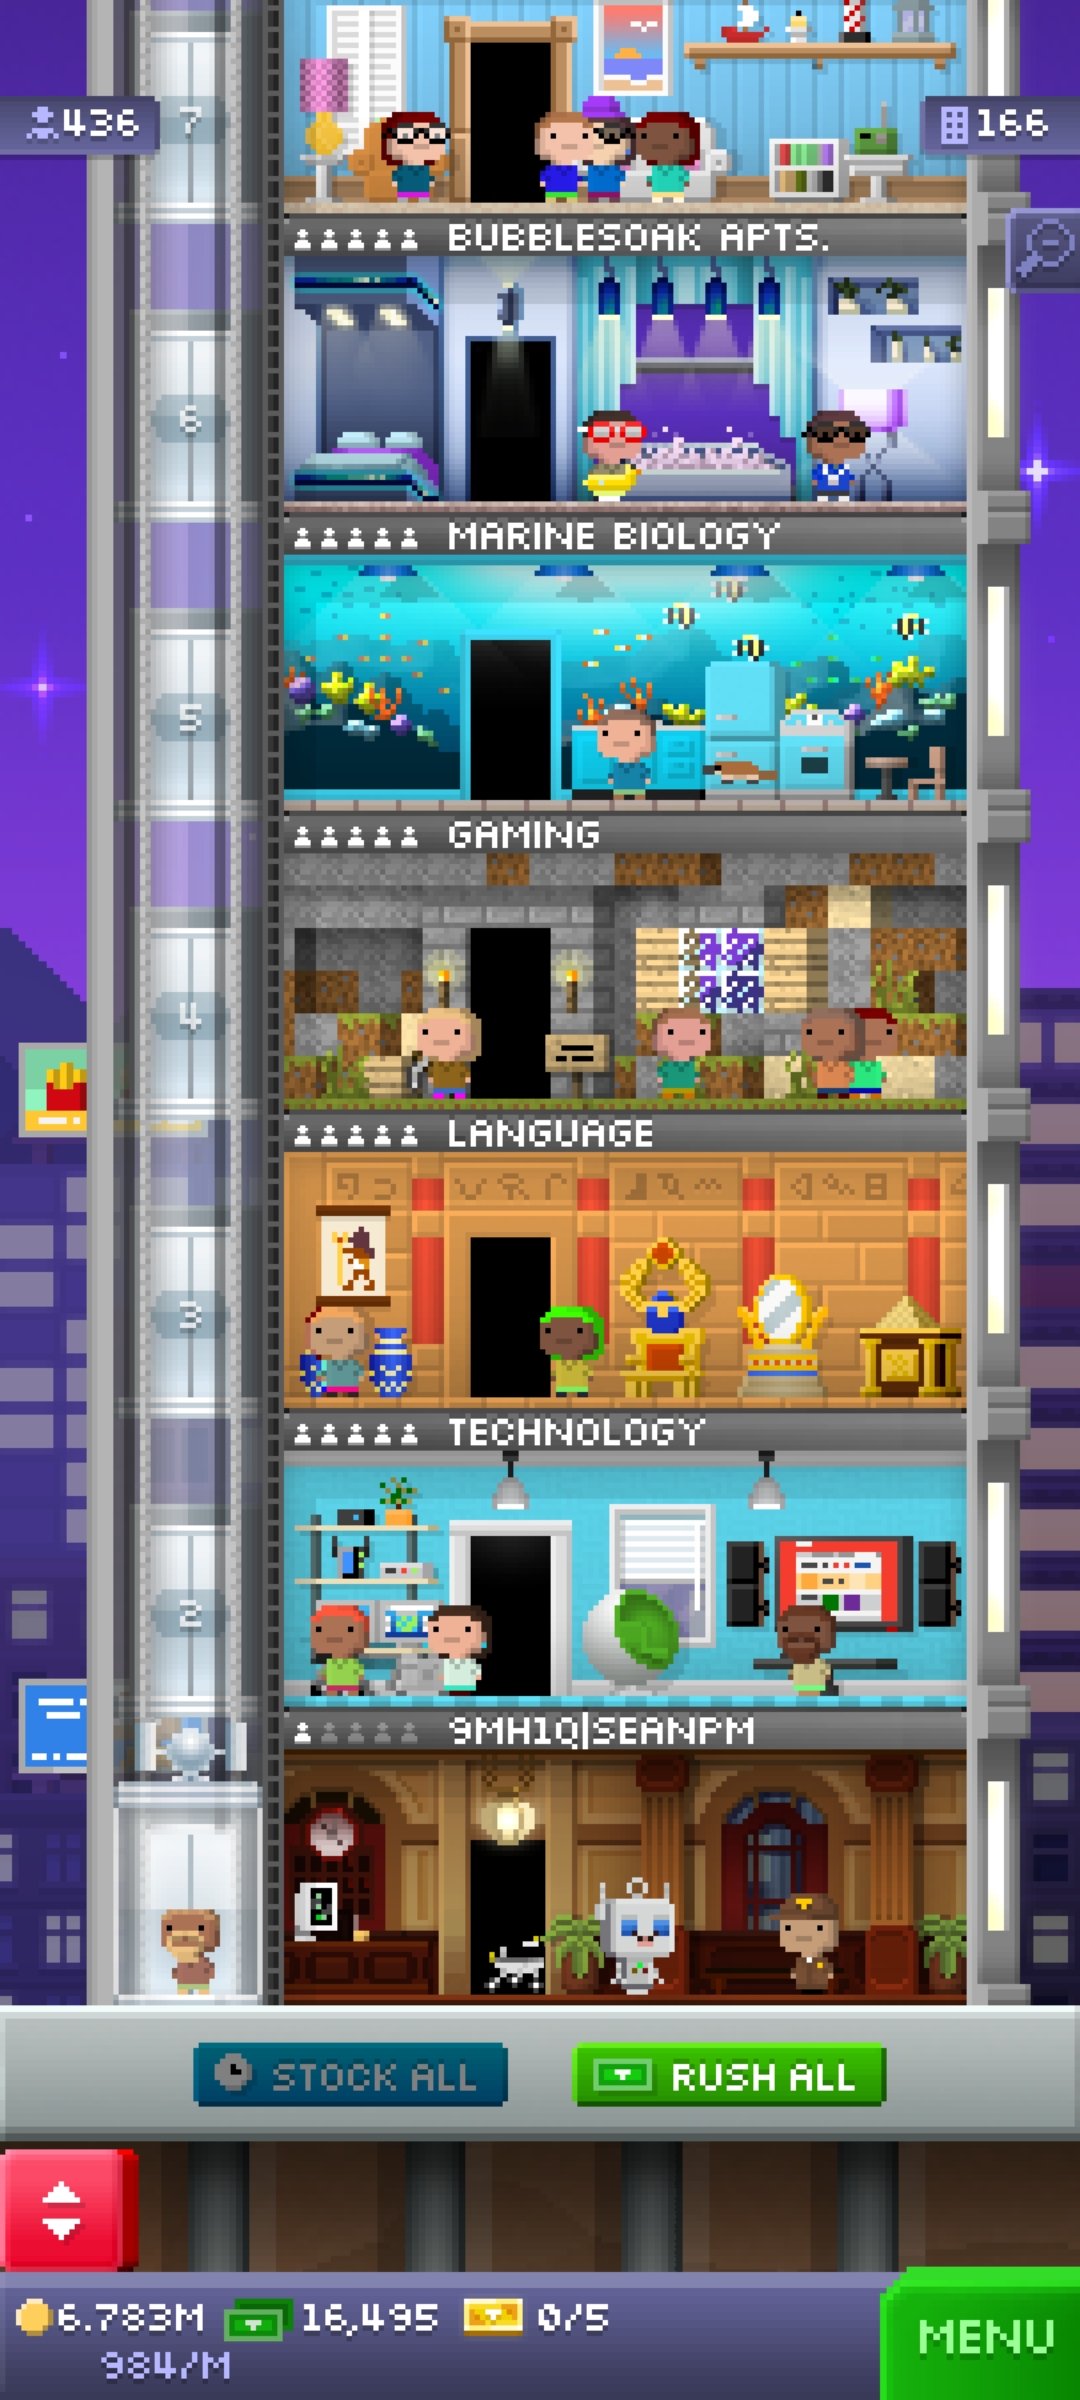 7
436
166
BUBBLESOAK APTS.
6
MARINE BIOLOGY
5
GAMING
4
LANGUAGE
3
TECHNOLOGY
2
9MH1Q|SEANPM
STOCK ALL
RUSH ALL
6.783M
16,495
0/5
984/M
MENU